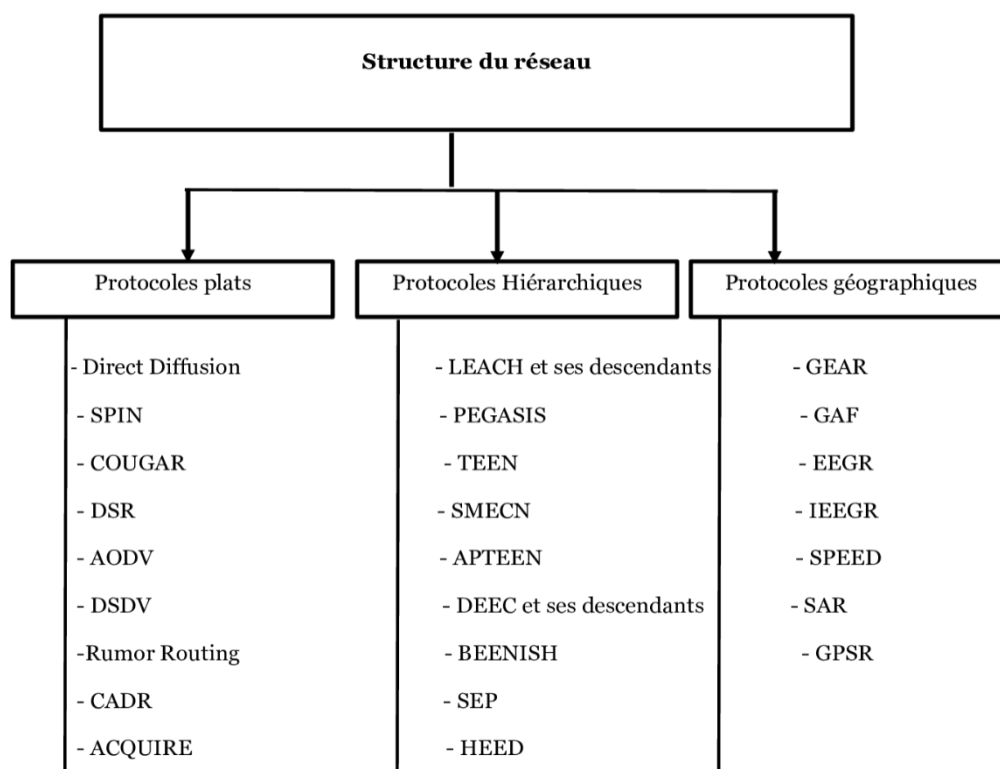 Structure du réseau
Protocoles plats
- Direct Diffusion
- SPIN
- COUGAR
- DSR
- AODV
- DSDV
-Rumor Routing
- CADR
- ACQUIRE
Protocoles Hiérarchiques
- LEACH et ses descendants
- PEGASIS
- TEEN
- SMECN
- APTEEN
- DEEC et ses descendants
- BEENISH
- SEP
- HEED
Protocoles géographiques
- GEAR
- GAF
- EEGR
- IEEGR
- SPEED
- SAR
- GPSR